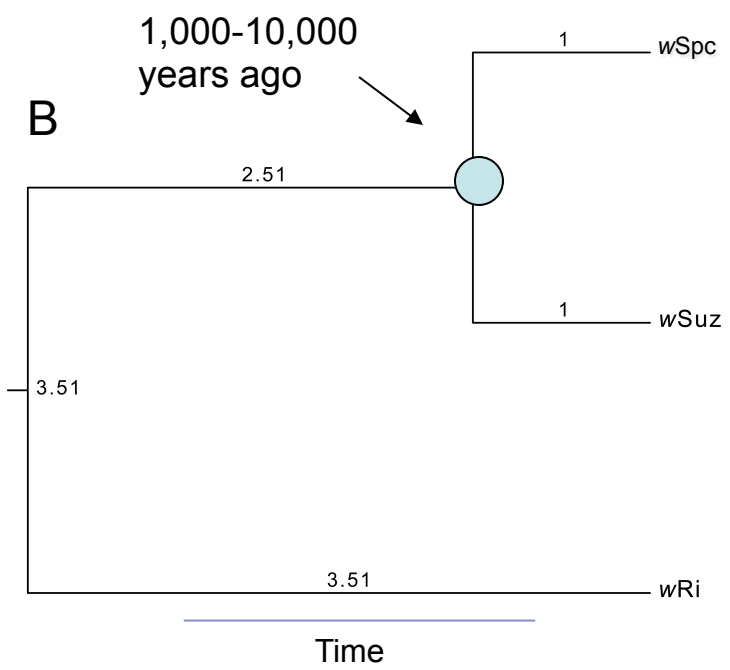 1,000-10,000
years ago
B
1
wSpc
2.51
1
wSuz
3.51
3.51
wRi
Time